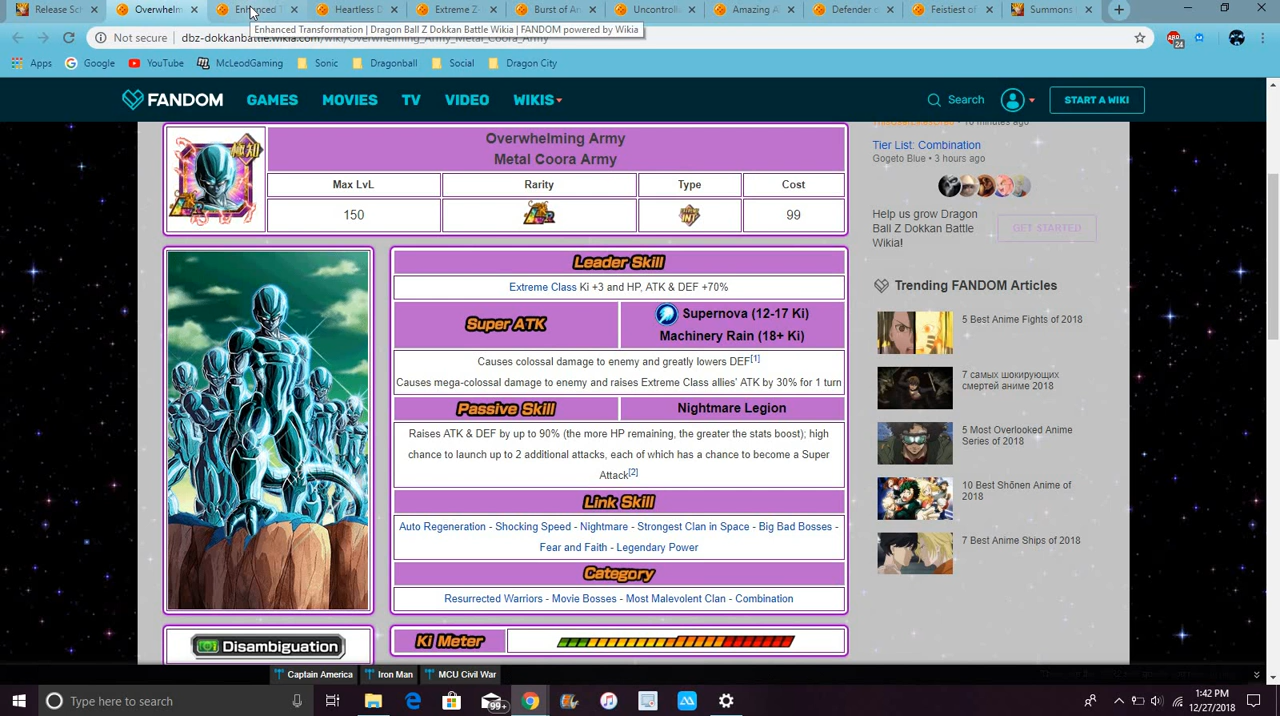 Release Sch
Overwhelm
Enhanced T
Heartless D
Extreme Z-
Burst of An
Uncontroll
Amazing Al
Defender o
Feistiest of
Summons
Enhanced Transformation | Dragon Ball Z Dokkan Battle Wikia | FANDOM powered by Wikia
Not secure
dbz-dokkanbattle.wikia.com/wiki/Overwhelming_Army_Metal_Coora_Army
24
Apps
Google
YouTube
McLeodGaming
Sonic
Dragonball
Social
Dragon City
FANDOM
GAMES
MOVIES
TV
VIDEO
WIKIS
Search
START A WIKI
Overwhelming Army
Metal Coora Army
Max LvL
Rarity
Type
Cost
150
99
Leader Skill
Extreme Class Ki +3 and HP, ATK & DEF +70%
Super ATK
Supernova (12-17 Ki)
Machinery Rain (18+ Ki)
Causes colossal damage to enemy and greatly lowers DEF[1]
Causes mega-colossal damage to enemy and raises Extreme Class allies' ATK by 30% for 1 turn
Passive Skill
Nightmare Legion
Raises ATK & DEF by up to 90% (the more HP remaining, the greater the stats boost); high
chance to launch up to 2 additional attacks, each of which has a chance to become a Super
Attack[2]
Link Skill
Auto Regeneration - Shocking Speed - Nightmare - Strongest Clan in Space - Big Bad Bosses -
Fear and Faith - Legendary Power
Category
Resurrected Warriors - Movie Bosses - Most Malevolent Clan - Combination
Disambiguation
Ki Meter
Tier List: Combination
Gogeto Blue • 3 hours ago
Help us grow Dragon
Ball Z Dokkan Battle
Wikia!
GET STARTED
Trending FANDOM Articles
5 Best Anime Fights of 2018
7 самых шокирующих
смертей аниме 2018
5 Most Overlooked Anime
Series of 2018
10 Best Shōnen Anime of
2018
7 Best Anime Ships of 2018
Captain America
Iron Man
MCU Civil War
Type here to search
99+
1:42 PM
12/27/2018